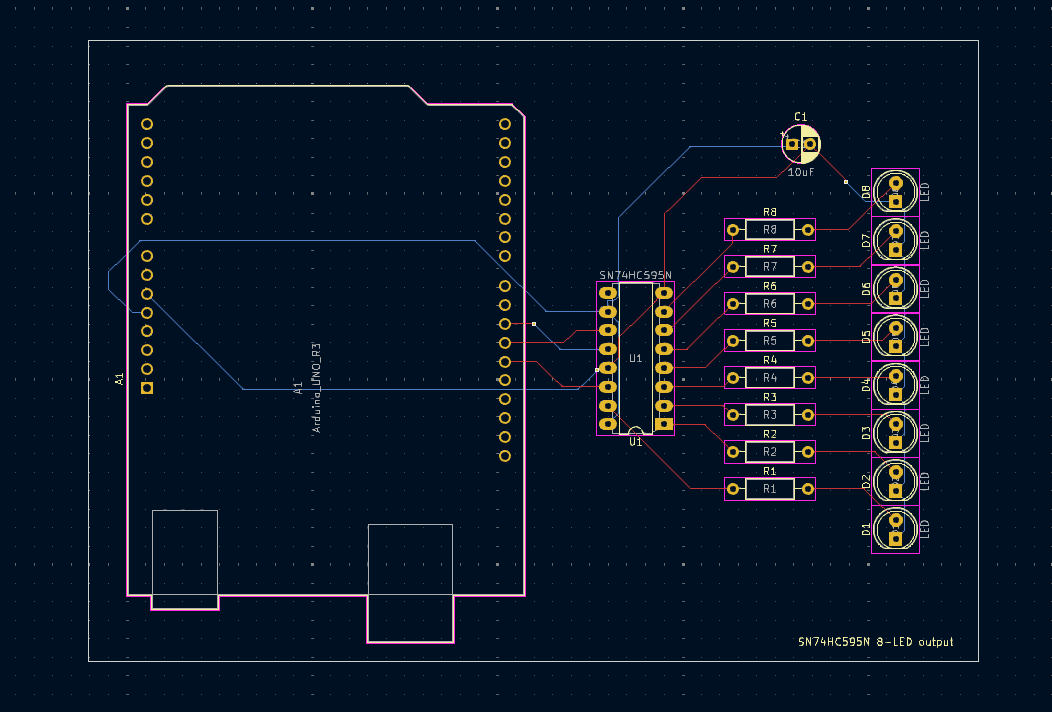 C1
+
10uF
D8
LED
R8
R8
D7
R7
R7
SN74HC595N
D6
LED
R6
R6
R5
R5
D5
LED
U1
R4
R4
D4
A1
A1
Arduino_UNO_R3
R3
R3
D3
LED
U1
R2
R2
R1
R1
D2
LED
D1
LED
SN74HC595N 8-LED output